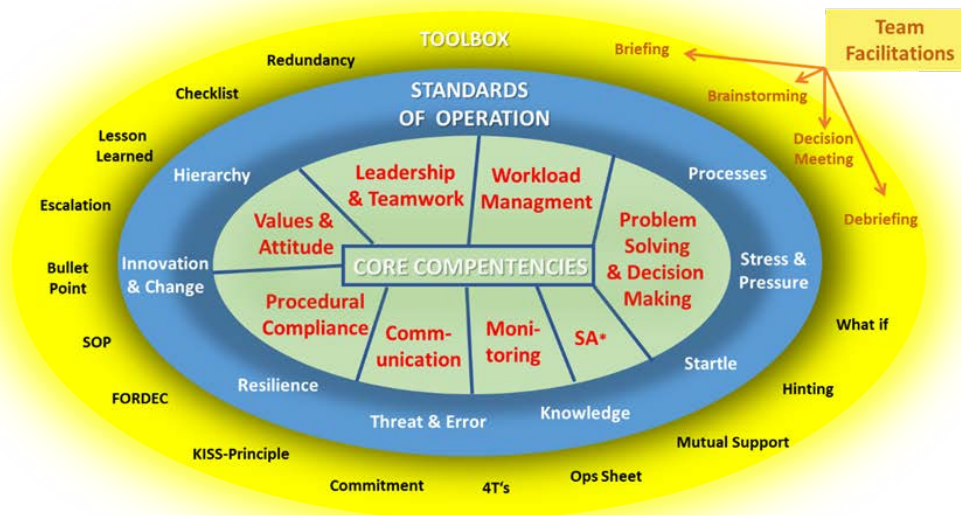 TOOLBOX
Team
Facilitations
Briefing
Brainstorming
Decision
Meeting
Debriefing
Redundancy
Checklist
Lesson
Learned
Escalation
Bullet
Point
SOP
FORDEC
KISS-Principle
Commitment
4T's
Ops Sheet
Mutual Support
Hinting
What if
STANDARDS
OF OPERATION
Hierarchy
Innovation
& Change
Resilience
Threat & Error
Knowledge
Startle
Stress &
Pressure
Processes
CORE COMPENTENCIES
Leadership
& Teamwork
Workload
Managment
Values &
Attitude
Problem
Solving
& Decision
Making
Procedural
Compliance
Comm-
unication
Moni-
toring
SA*